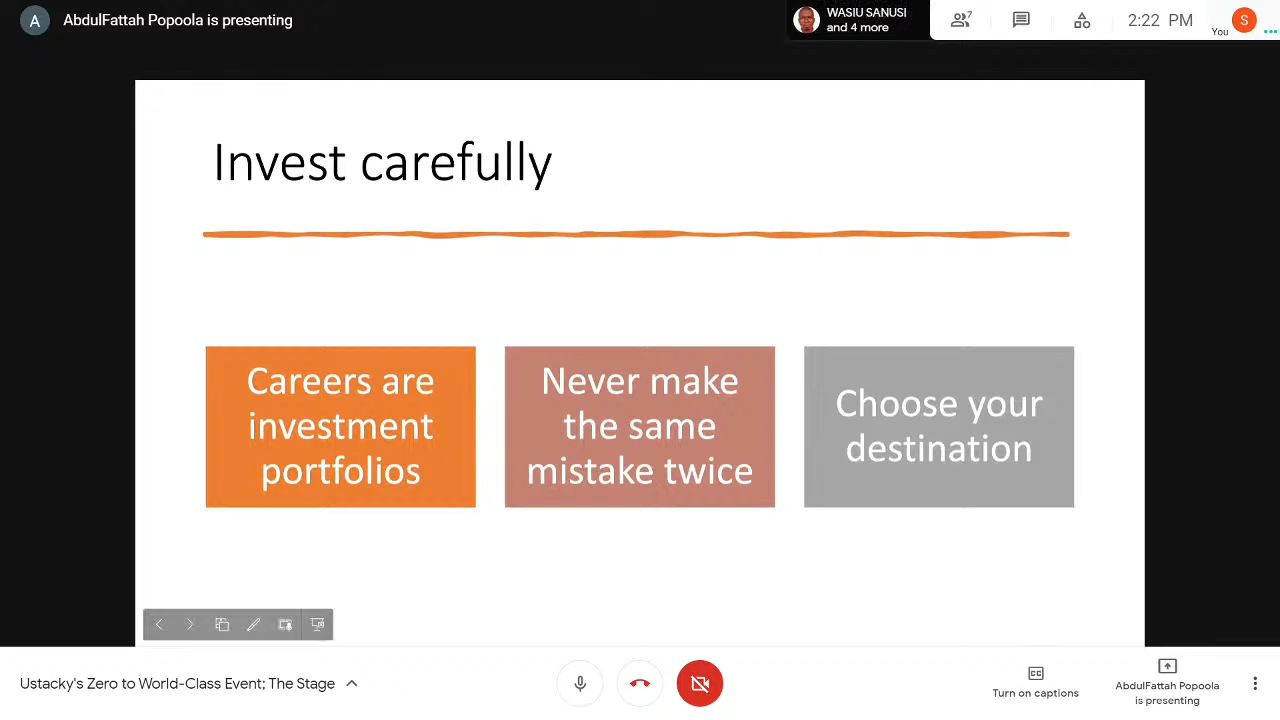 A AbdulFattah Popoola is presenting
WASIU SANUSI
and 4 more
7
2:22 PM
You
S
Invest carefully
Careers are
investment
portfolios
Never make
the same
mistake twice
Choose your
destination
Ustacky's Zero to World-Class Event; The Stage
CC
Turn on captions
AbdulFattah Popoola
is presenting